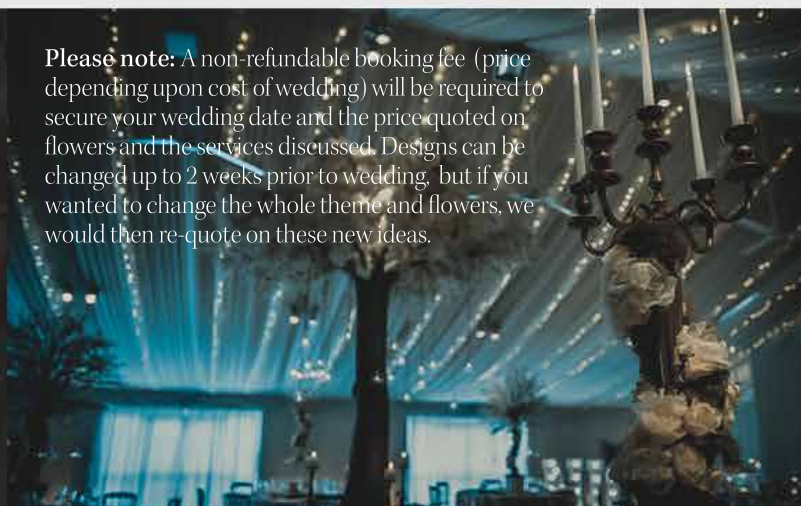 Please note: A non-refundable booking fee (price
depending upon cost of wedding) will be required to
secure your wedding date and the price quoted on
flowers and the services discussed. Designs can be
changed up to 2 weeks prior to wedding, but if you
wanted to change the whole theme and flowers, we
would then re-quote on these new ideas.